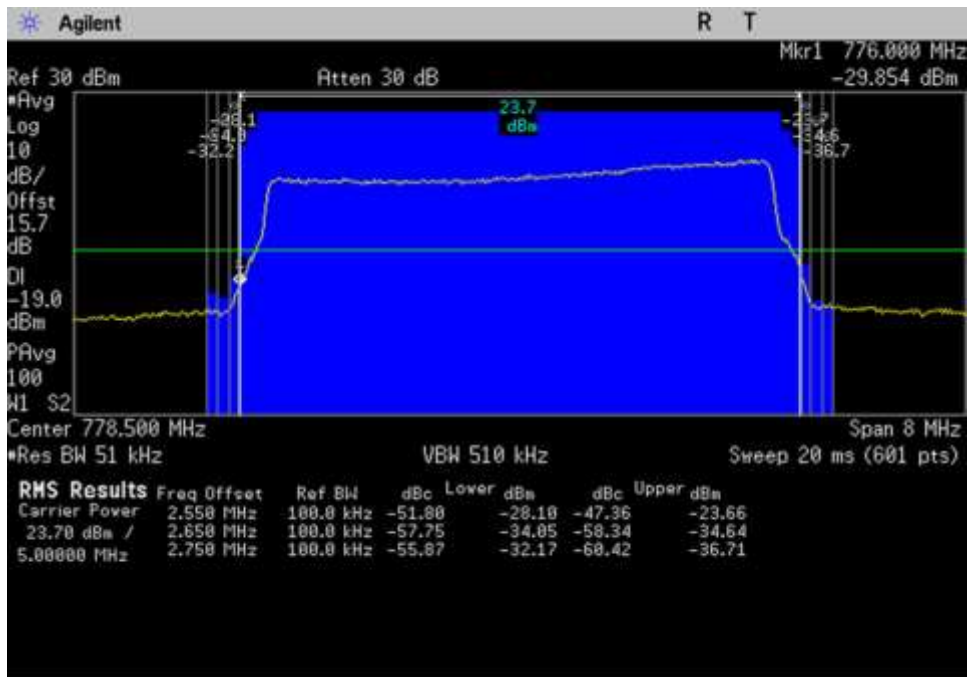 Agilent R T
Mkr1 776.000 MHz
Ref 30 dBm Atten 30 dB -29.854 dBm
*Avg
Log
10
dB/
Offst
15.7
dB
DI
-19.0
dBm
PAvg
100
W1 S2
23.7
dBm
-28.1
-32.2
-36.7
1
Center 778.500 MHz Span 8 MHz
*Res BW 51 kHz VBW 510 kHz Sweep 20 ms (601 pts)
RMS Results Freq Offset Ref BW dBc Lower dBm dBc Upper dBm
Carrier Power 2.550 MHz 100.0 kHz -51.80 -28.10 -47.36 -23.66
23.70 dBm / 2.650 MHz 100.0 kHz -57.75 -34.05 -58.34 -34.64
5.00000 MHz 2.750 MHz 100.0 kHz -55.87 -32.17 -60.42 -36.71